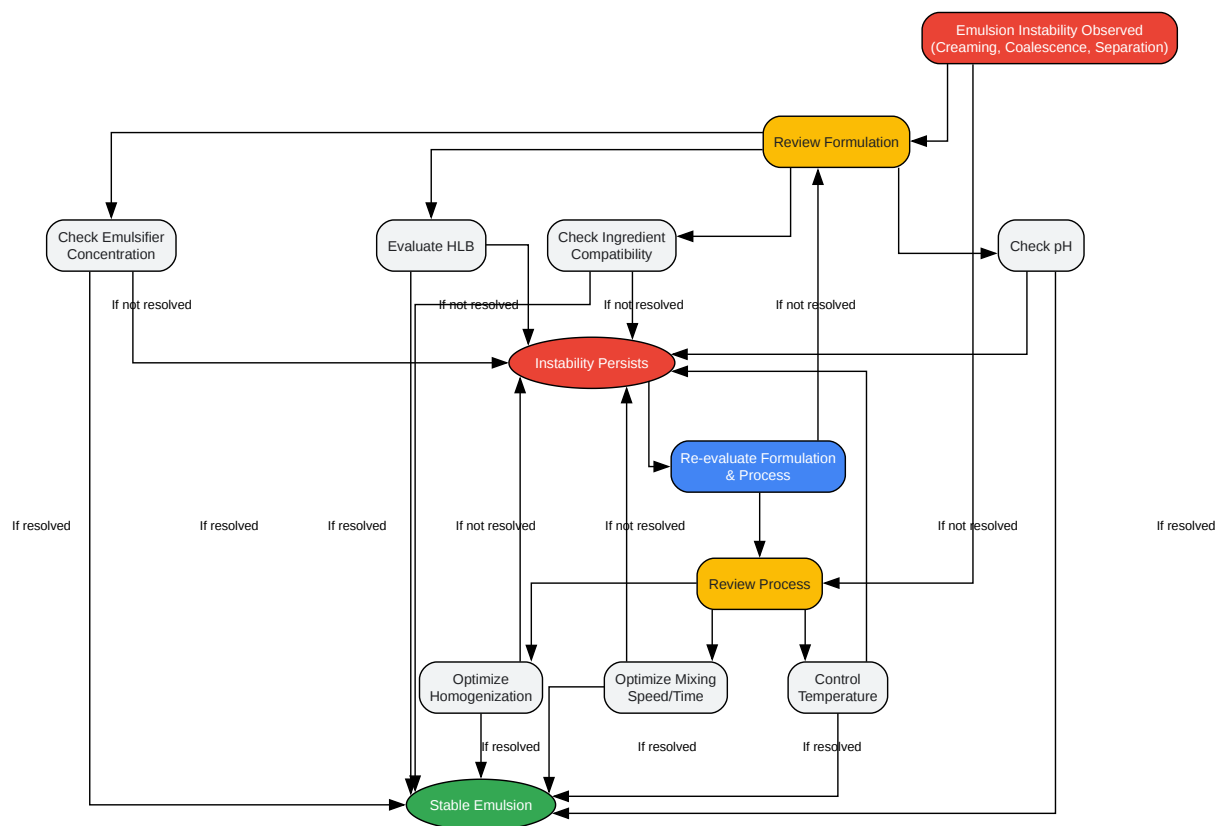 Emulsion Instability Observed
(Creaming, Coalescence, Separation)
Review Formulation
Check Emulsifier
Concentration
Evaluate HLB
Check Ingredient
Compatibility
Check pH
If not resolved
If not resolved
If not resolved
If not resolved
Instability Persists
Re-evaluate Formulation
& Process
If resolved
If resolved
If resolved
If not resolved
If not resolved
If not resolved
If resolved
Review Process
Optimize
Homogenization
Optimize Mixing
Speed/Time
Control
Temperature
If resolved
If resolved
If resolved
Stable Emulsion